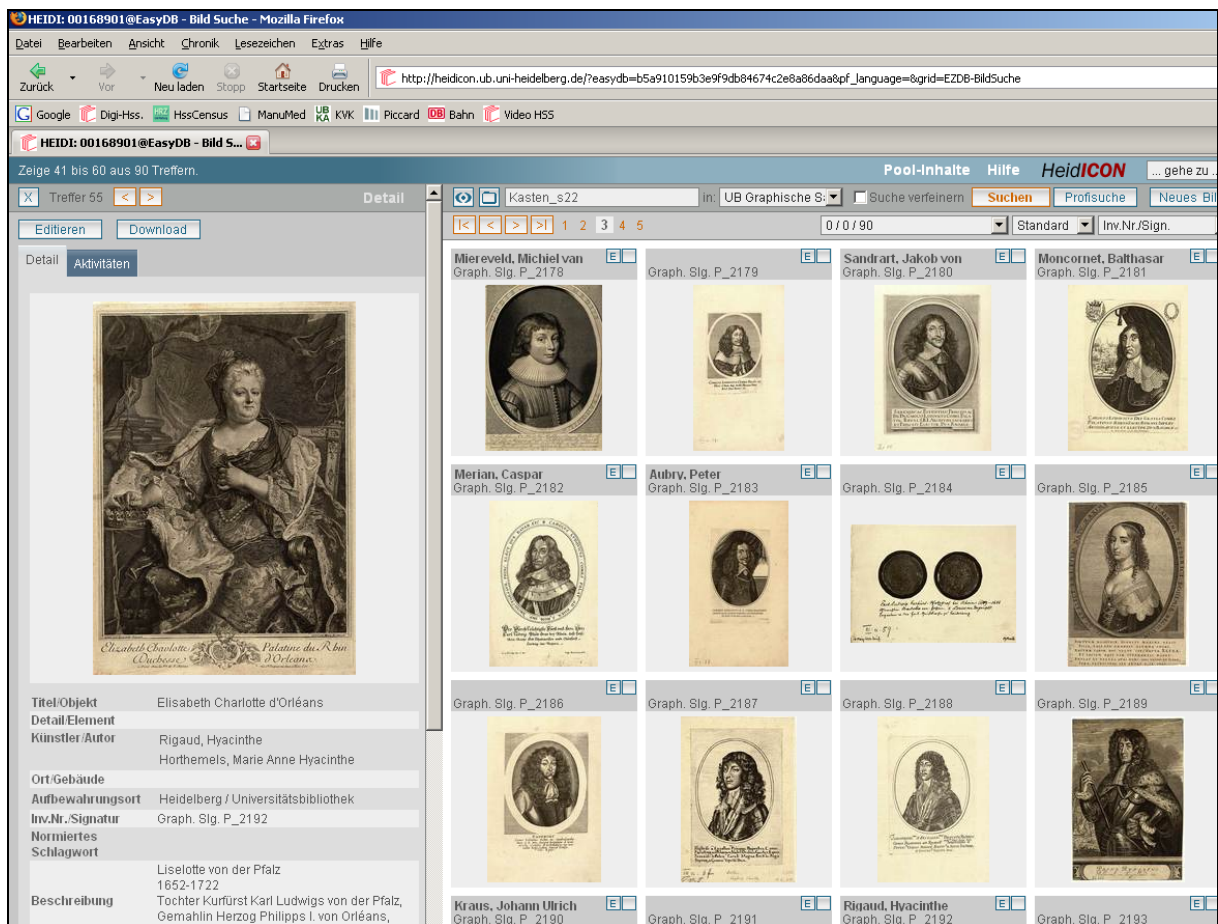 HEIDI: 00168901@EasyDB - Bild Suche - Mozilla Firefox
Datei Bearbeiten Ansicht Chronik Lesezeichen Extras Hilfe
Zurück Vor Neu laden Stopp Startseite Drucken
http://heidicon.ub.uni-heidelberg.de/?easydb=b5a910159b3e9f9db84674c2e8a86daa&pf_language=&grid=EZDB-BildSuche
Google Digi-Hss. HssCensus ManuMed KVK Piccard Bahn Video HSS
HEIDI: 00168901@EasyDB - Bild S...
Zeige 41 bis 60 aus 90 Treffern.
Pool-Inhalte Hilfe HeidICON ... gehe zu ..
X Treffer 55 < > Detail
Kasten_s22 in: UB Graphische S Suche verfeinern Suchen Profisuche Neues Bil
Editieren Download
|< < > >| 1 2 3 4 5 0 / 0 / 90 Standard Inv.Nr./Sign.
Detail Aktivitäten
Elizabeth Charlotte Palatine du Rhin
Duchesse d'Orleans
Titel/Objekt Elisabeth Charlotte d'Orléans
Detail/Element
Künstler/Autor Rigaud, Hyacinthe
Horthemels, Marie Anne Hyacinthe
Ort/Gebäude
Aufbewahrungsort Heidelberg / Universitätsbibliothek
Inv.Nr./Signatur Graph. Slg. P_2192
Normiertes
Schlagwort
Liselotte von der Pfalz
1652-1722
Beschreibung Tochter Kurfürst Karl Ludwigs von der Pfalz,
Gemahlin Herzog Philipps I. von Orléans,
Miereveld, Michiel van E
Graph. Slg. P_2178
E
Graph. Slg. P_2179
Sandrart, Jakob von E
Graph. Slg. P_2180
Moncornet, Balthasar E
Graph. Slg. P_2181
Merian, Caspar E
Graph. Slg. P_2182
Aubry, Peter E
Graph. Slg. P_2183
E
Graph. Slg. P_2184
E
Graph. Slg. P_2185
E
Graph. Slg. P_2186
E
Graph. Slg. P_2187
E
Graph. Slg. P_2188
E
Graph. Slg. P_2189
Kraus, Johann Ulrich E
Graph. Slg. P_2190
E
Graph. Slg. P_2191
Rigaud, Hyacinthe E
Graph. Slg. P_2192
E
Graph. Slg. P_2193